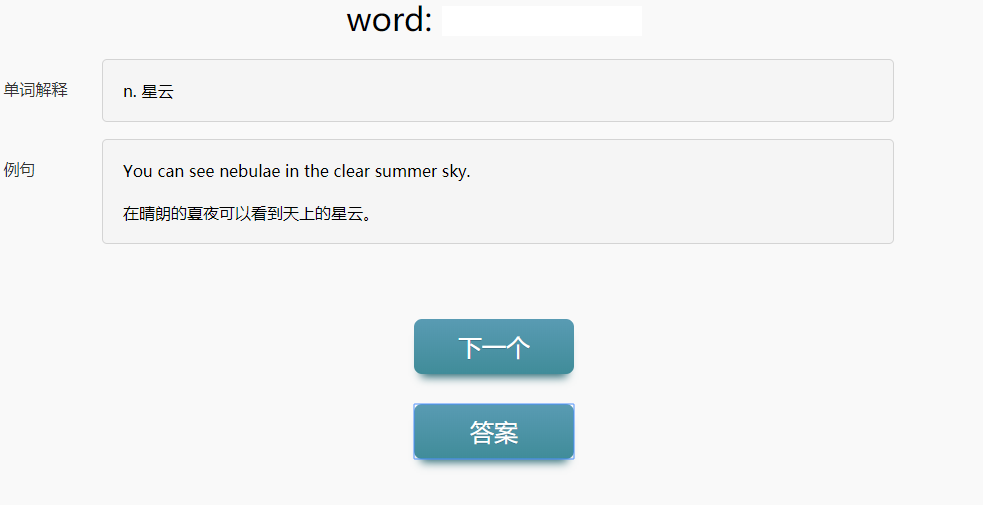 word:
单词解释
n. 星云
例句
You can see nebulae in the clear summer sky.
在晴朗的夏夜可以看到天上的星云。
下一个
答案